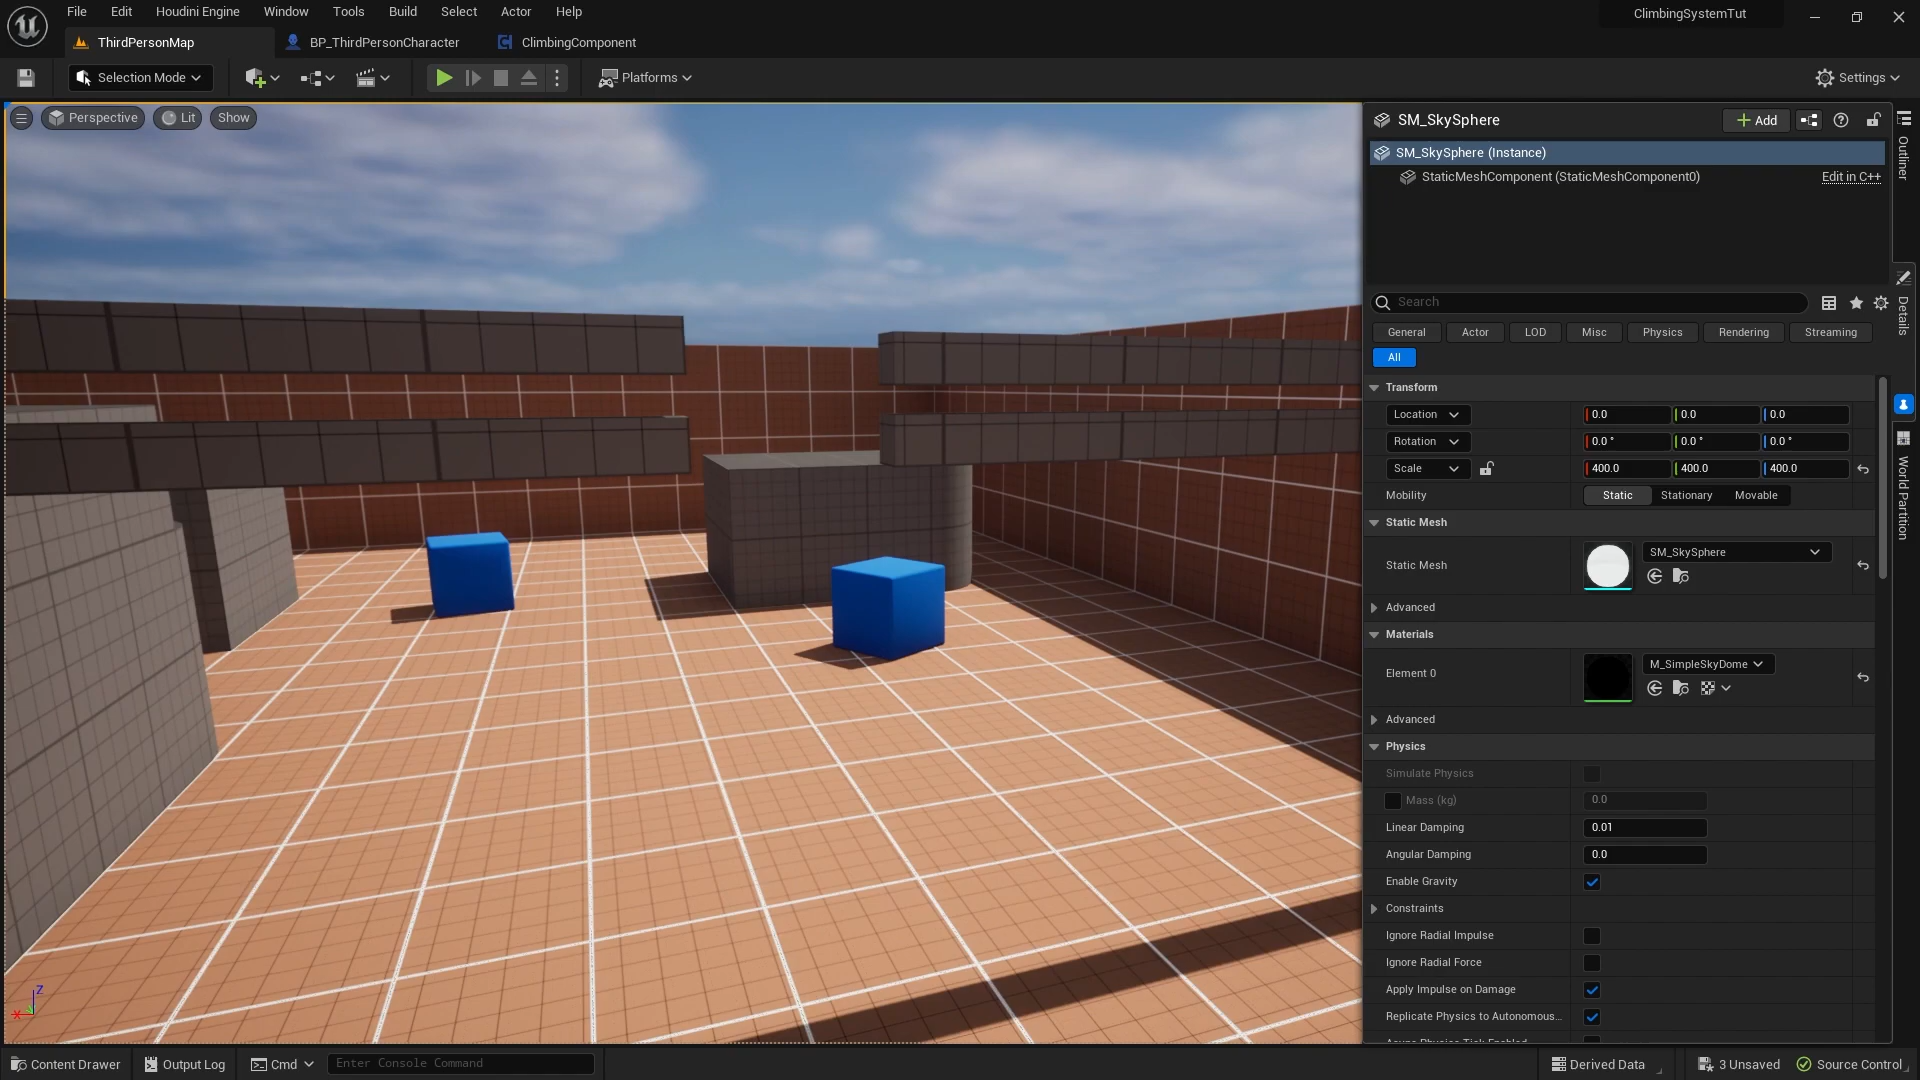 File Edit Houdini Engine Window Tools Build Select Actor Help
ClimbingSystemTut
ThirdPersonMap BP_ThirdPersonCharacter ClimbingComponent
Selection Mode Platforms Settings
Perspective Lit Show
SM_SkySphere Add
SM_SkySphere (Instance)
StaticMeshComponent (StaticMeshComponent0) Edit in C++
Outliner
Search
Details
General Actor LOD Misc Physics Rendering Streaming
All
Transform
Location 0.0 0.0 0.0
Rotation 0.0 ° 0.0 ° 0.0 °
Scale 400.0 400.0 400.0
World Partition
Mobility Static Stationary Movable
Static Mesh
Static Mesh SM_SkySphere
Advanced
Materials
Element 0 M_SimpleSkyDome
Advanced
Physics
Simulate Physics
Mass (kg) 0.0
Linear Damping 0.01
Angular Damping 0.0
Enable Gravity
Constraints
Ignore Radial Impulse
Ignore Radial Force
Apply Impulse on Damage
Replicate Physics to Autonomous...
Z
X
Content Drawer Output Log Cmd Enter Console Command Derived Data 3 Unsaved Source Control